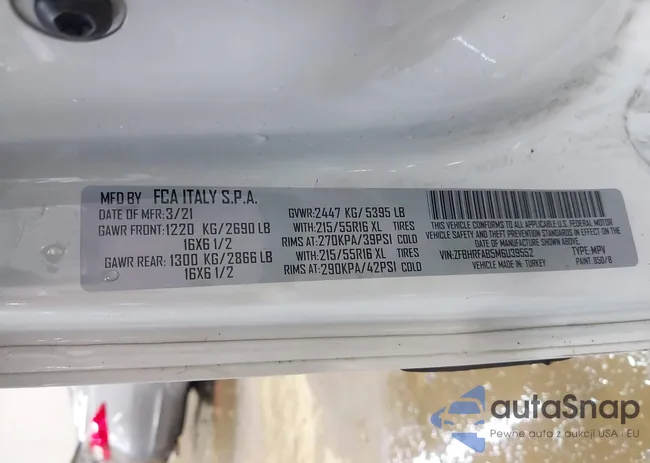 MFD BY FCA ITALY S.P.A.
DATE OF MFR: 3/21 GVWR: 2447 KG/ 5395 LB
GAWR FRONT: 1220 KG/2690 LB WITH: 215/55R16 XL TIRES
16X6 1/2 RIMS AT: 270KPA/39PSI COLD
GAWR REAR: 1300 KG/2866 LB WITH: 215/55R16 XL TIRES
16X6 1/2 RIMS AT: 290KPA/42PSI COLD
THIS VEHICLE CONFORMS TO ALL APPLICABLE U.S. FEDERAL MOTOR
VEHICLE SAFETY AND THEFT PREVENTION STANDARDS IN EFFECT ON
THE DATE OF MANUFACTURE SHOWN ABOVE.
VIN: ZFBHRFAB5M6U39552 TYPE: MPV
MADE IN: TURKEY PAINT: 850/B
autaSnap
Pewne auta z aukcji USA i EU